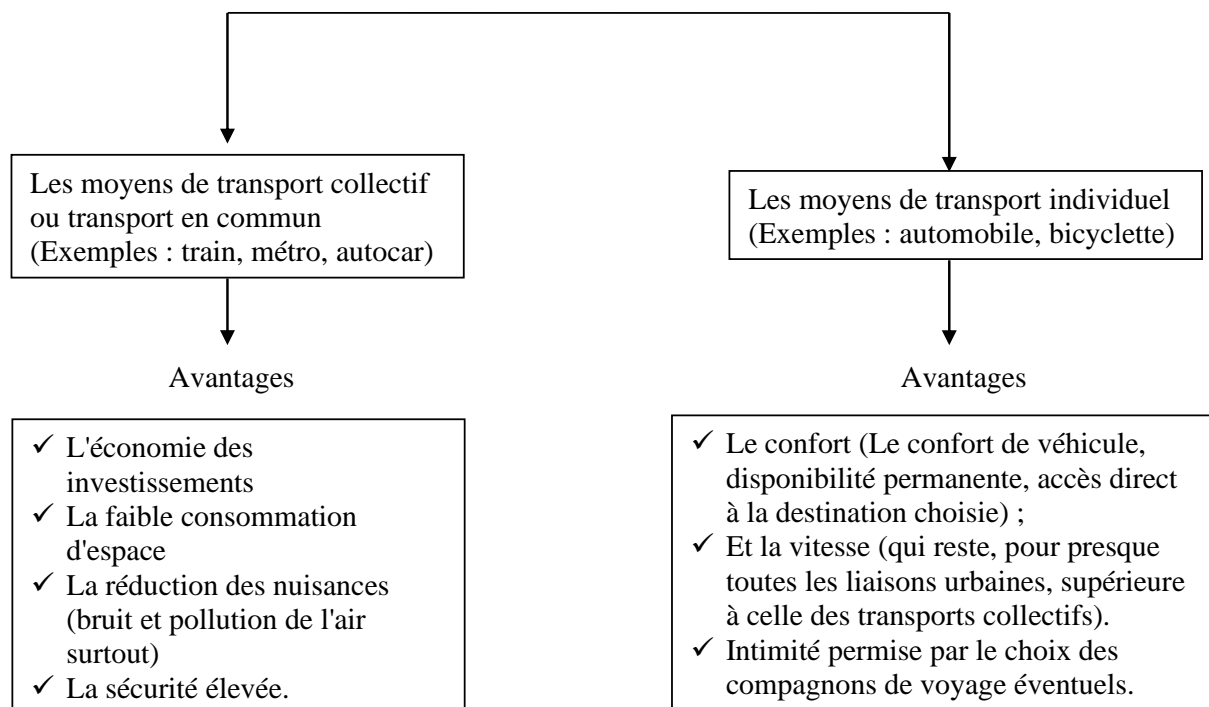 Les moyens de transport collectif
ou transport en commun
(Exemples : train, métro, autocar)
Les moyens de transport individuel
(Exemples : automobile, bicyclette)
Avantages
Avantages
✓ L'économie des
investissements
✓ La faible consommation
d'espace
✓ La réduction des nuisances
(bruit et pollution de l'air
surtout)
✓ La sécurité élevée.
✓ Le confort (Le confort de véhicule,
disponibilité permanente, accès direct
à la destination choisie) ;
✓ Et la vitesse (qui reste, pour presque
toutes les liaisons urbaines, supérieure
à celle des transports collectifs).
✓ Intimité permise par le choix des
compagnons de voyage éventuels.